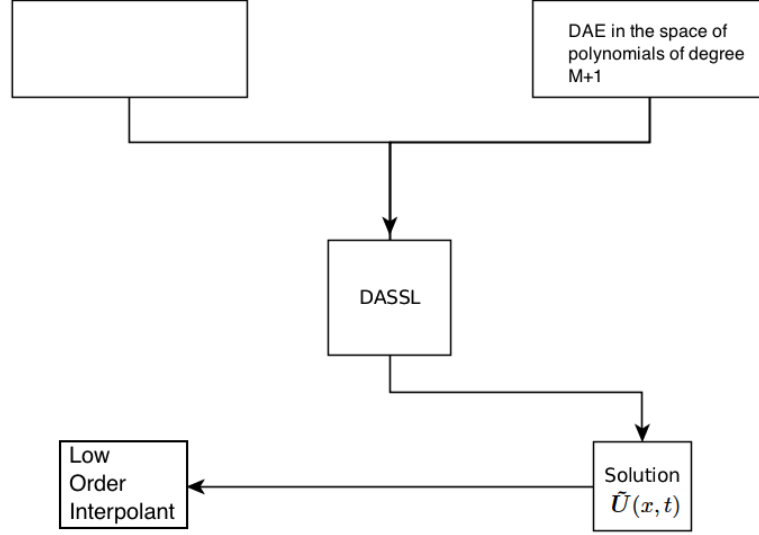 DAE in the space of
polynomials of degree
M+1
DASSL
Low
Order
Interpolant
Solution
Ũ(x, t)